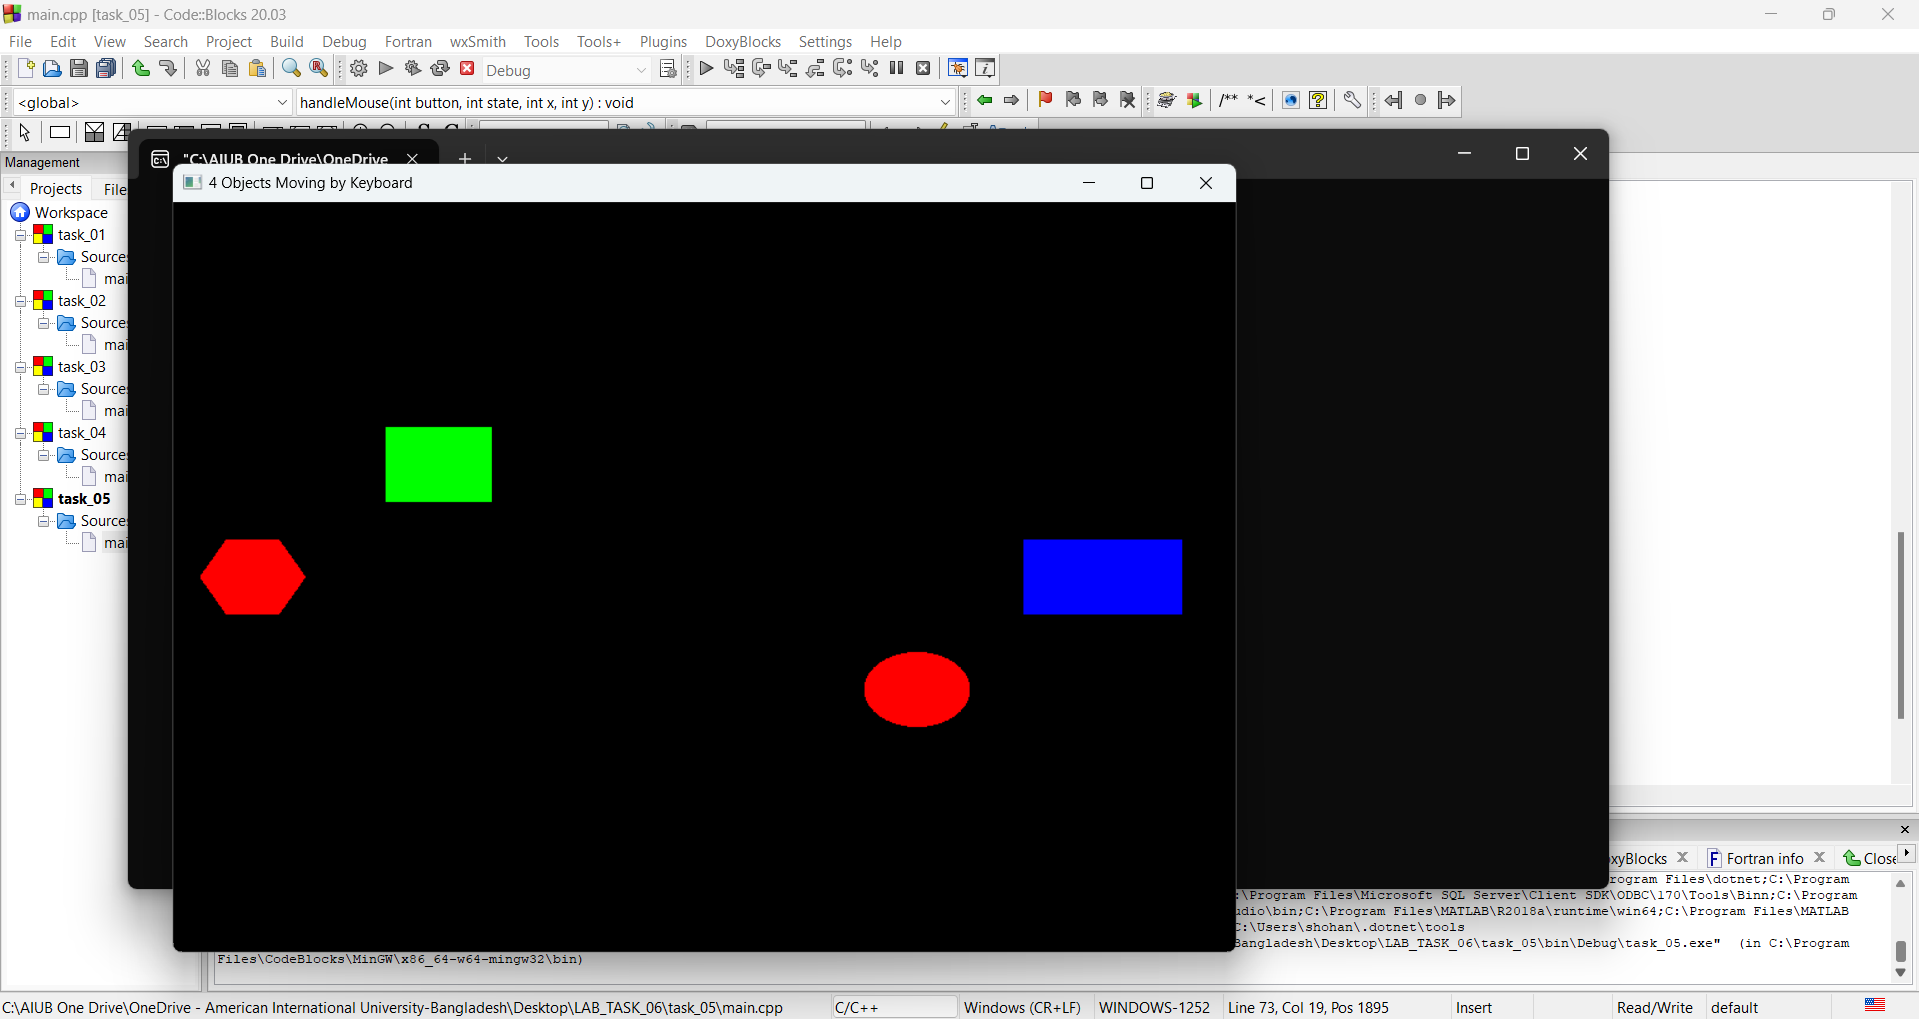 main.cpp [task_05] - Code::Blocks 20.03
File Edit View Search Project Build Debug Fortran wxSmith Tools Tools+ Plugins DoxyBlocks Settings Help
Debug
<global> handleMouse(int button, int state, int x, int y) : void
/** *<
Management
"C:\AIUB One Drive\OneDrive
Projects File
4 Objects Moving by Keyboard
Workspace
task_01
Sources
mai
task_02
Sources
mai
task_03
Sources
mai
task_04
Sources
mai
task_05
Sources
mai
xyBlocks Fortran info Close
rogram Files\dotnet;C:\Program
:\Program Files\Microsoft SQL Server\Client SDK\ODBC\170\Tools\Binn;C:\Program
udio\bin;C:\Program Files\MATLAB\R2018a\runtime\win64;C:\Program Files\MATLAB
C:\Users\shohan\.dotnet\tools
Bangladesh\Desktop\LAB_TASK_06\task_05\bin\Debug\task_05.exe" (in C:\Program
Files\CodeBlocks\MinGW\x86_64-w64-mingw32\bin)
C:\AIUB One Drive\OneDrive - American International University-Bangladesh\Desktop\LAB_TASK_06\task_05\main.cpp C/C++ Windows (CR+LF) WINDOWS-1252 Line 73, Col 19, Pos 1895 Insert Read/Write default